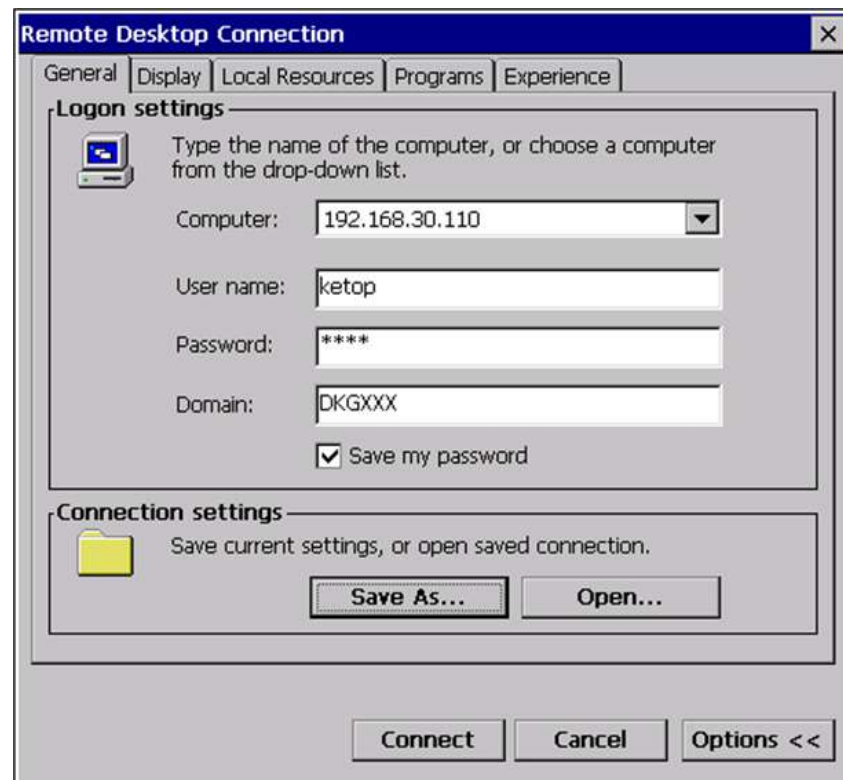 Remote Desktop Connection
General Display Local Resources Programs Experience
Logon settings
Type the name of the computer, or choose a computer
from the drop-down list.
Computer: 192.168.30.110
User name: ketop
Password: ****
Domain: DKGXXX
Save my password
Connection settings
Save current settings, or open saved connection.
Save As... Open...
Connect Cancel Options <<